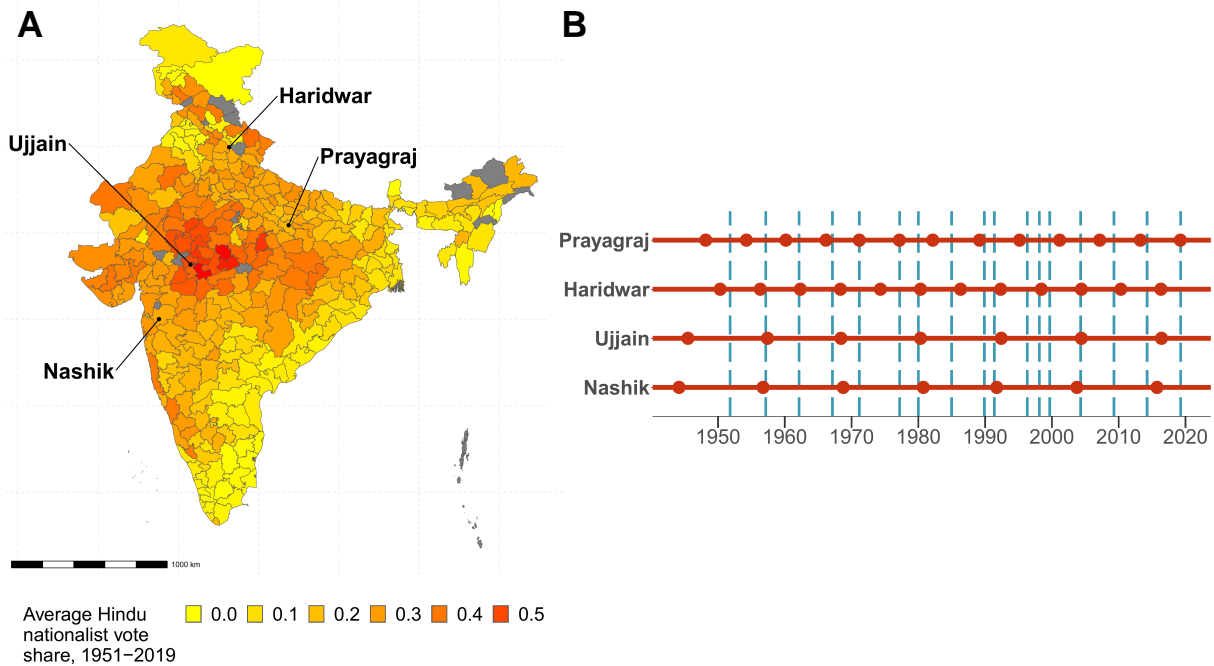 A
Haridwar
Ujjain
Prayagraj
Nashik
1000 km
Average Hindu
nationalist vote
share, 1951−2019
0.0 0.1 0.2 0.3 0.4 0.5
B
Prayagraj
Haridwar
Ujjain
Nashik
1950 1960 1970 1980 1990 2000 2010 2020